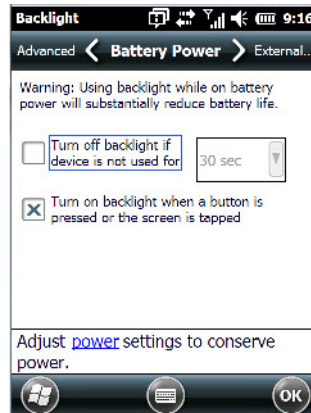 Backlight 9:16
Advanced Battery Power External...
Warning: Using backlight while on battery
power will substantially reduce battery life.
Turn off backlight if
device is not used for
30 sec
Turn on backlight when a button is
pressed or the screen is tapped
Adjust power settings to conserve
power.
OK